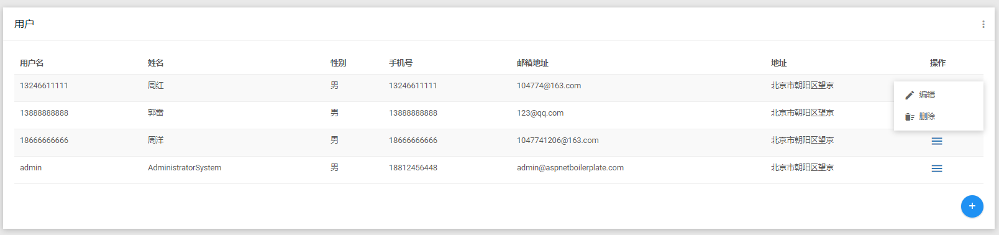 用户
用户名 姓名 性别 手机号 邮箱地址 地址 操作
13246611111 周红 男 13246611111 104774@163.com 北京市朝阳区望京
编辑
13888888888 郭雷 男 13888888888 123@qq.com 北京市朝阳区望京
删除
18666666666 周洋 男 18666666666 1047741206@163.com 北京市朝阳区望京
admin AdministratorSystem 男 18812456448 admin@aspnetboilerplate.com 北京市朝阳区望京